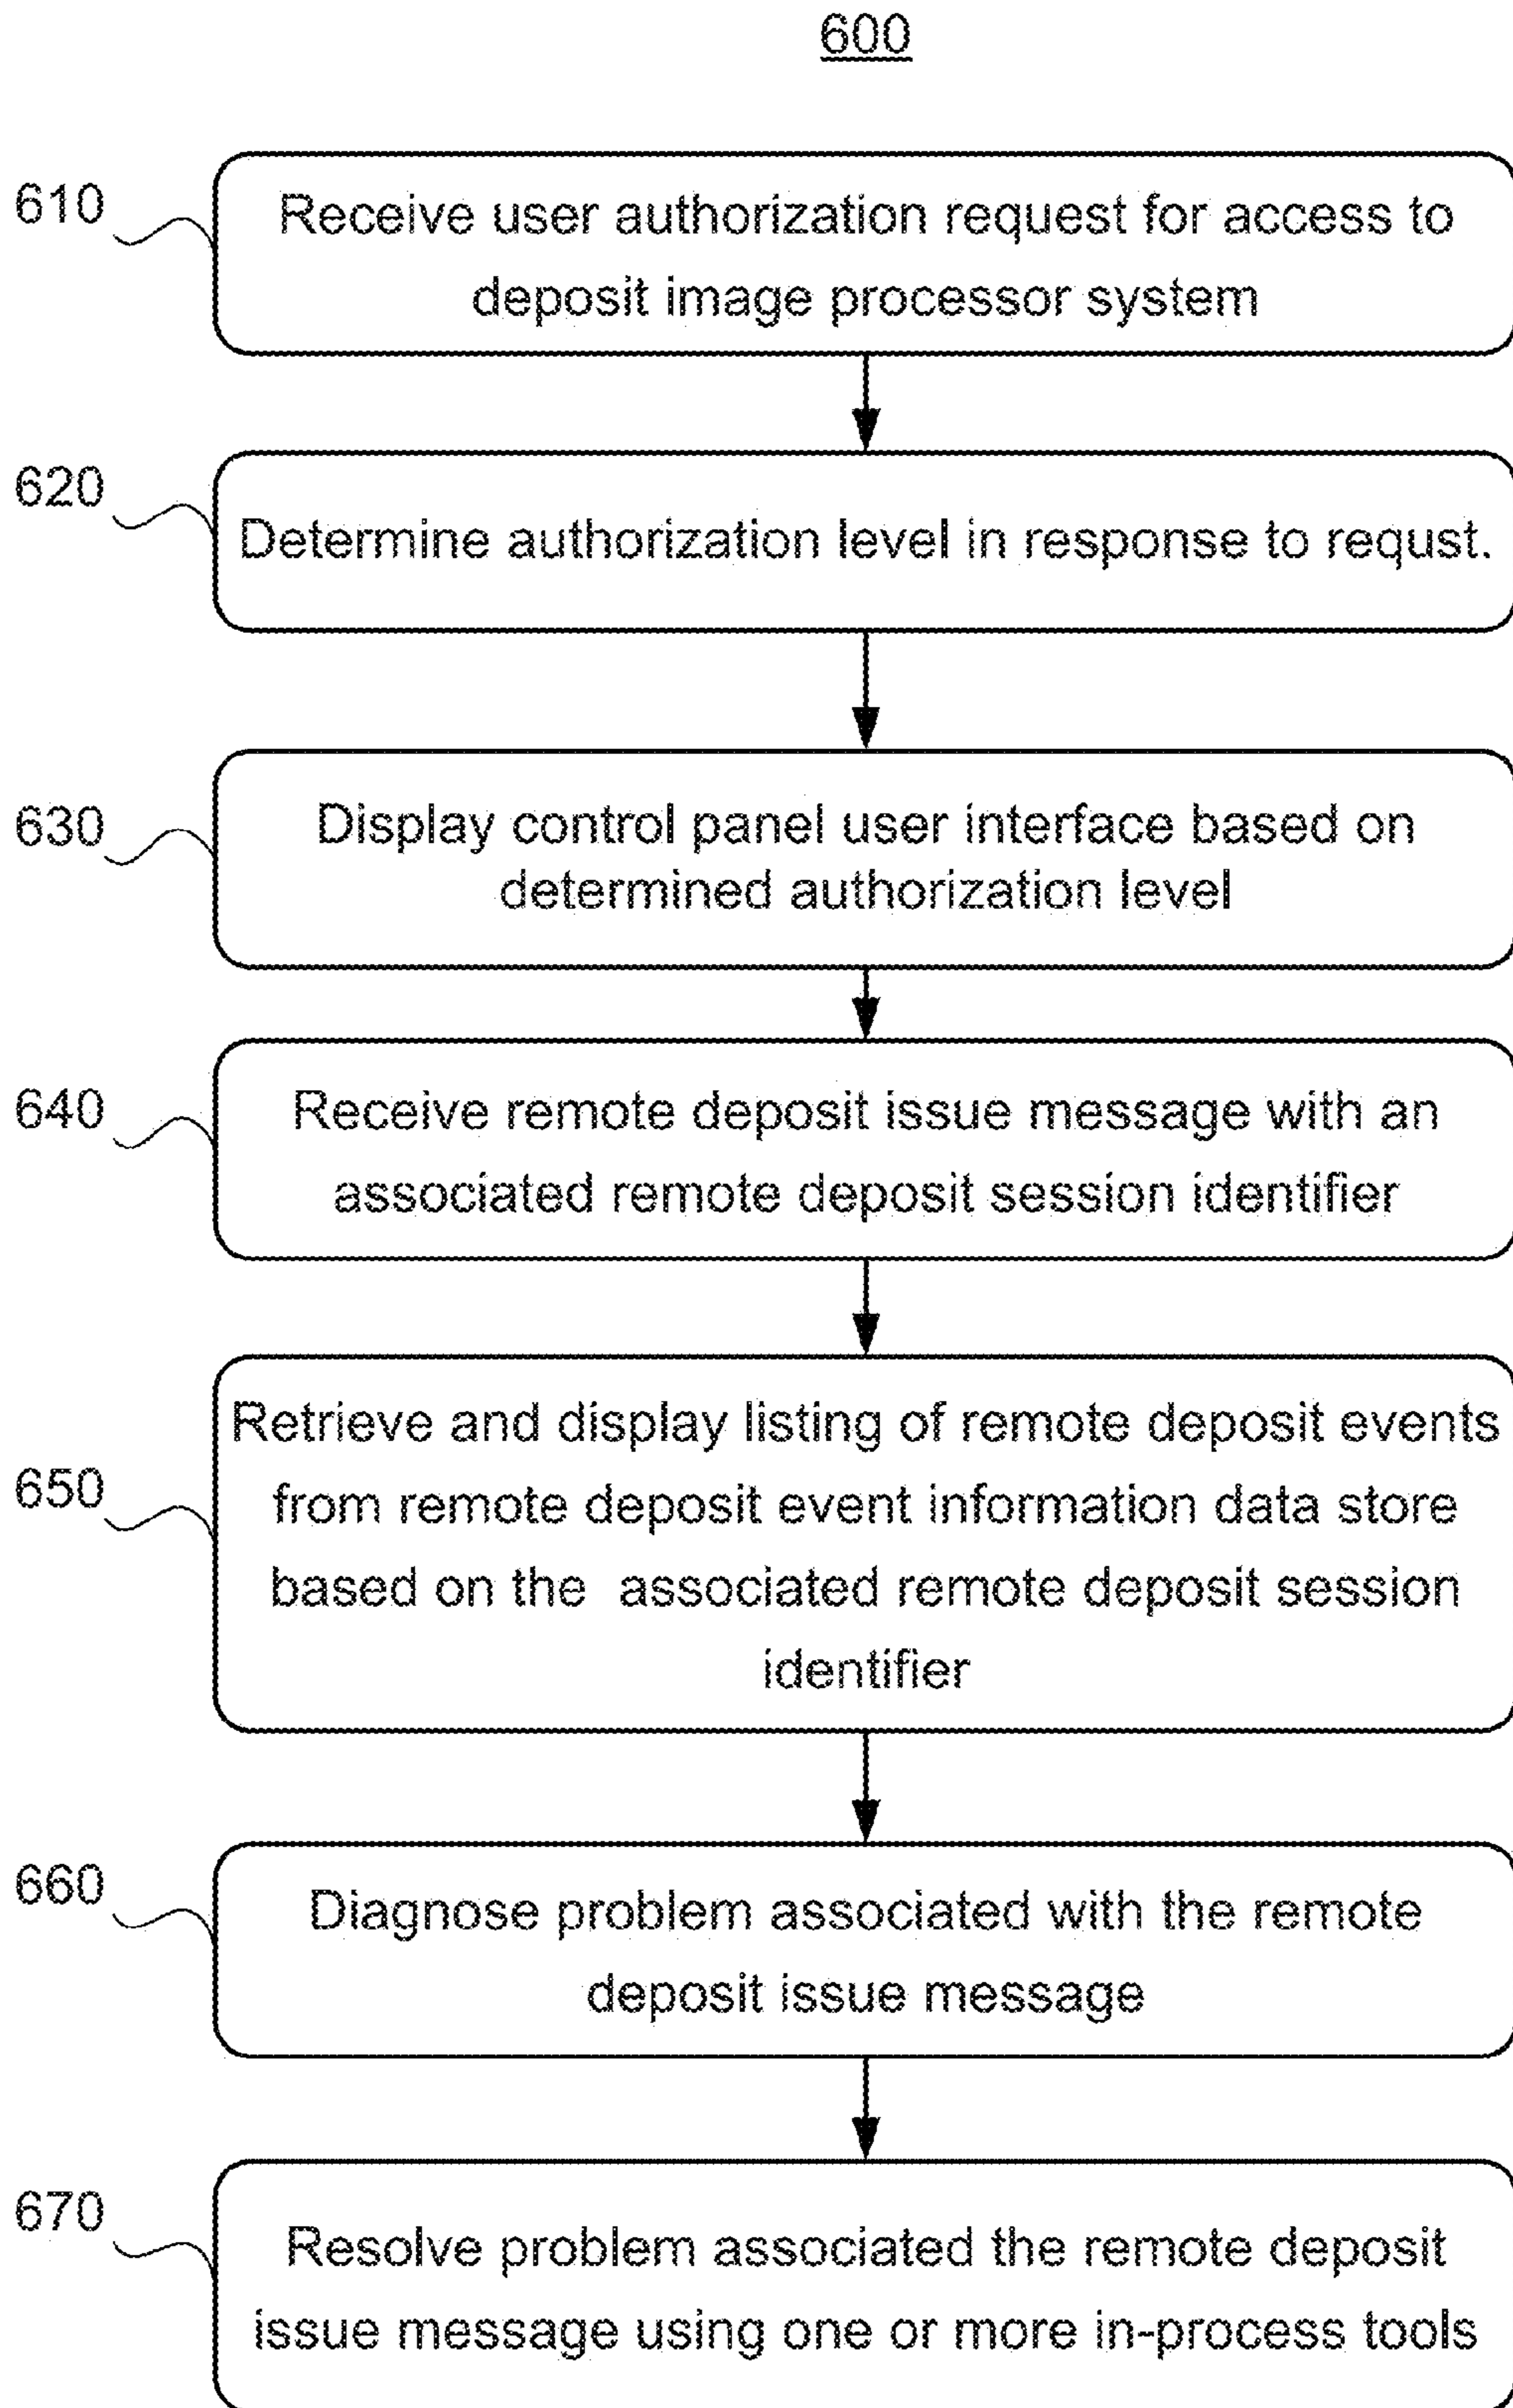 600
610
Receive user authorization request for access to
deposit image processor system
620
Determine authorization level in response to requst.
630
Display control panel user interface based on
determined authorization level
640
Receive remote deposit issue message with an
associated remote deposit session identifier
650
Retrieve and display listing of remote deposit events
from remote deposit event information data store
based on the associated remote deposit session
identifier
660
Diagnose problem associated with the remote
deposit issue message
670
Resolve problem associated the remote deposit
issue message using one or more in-process tools